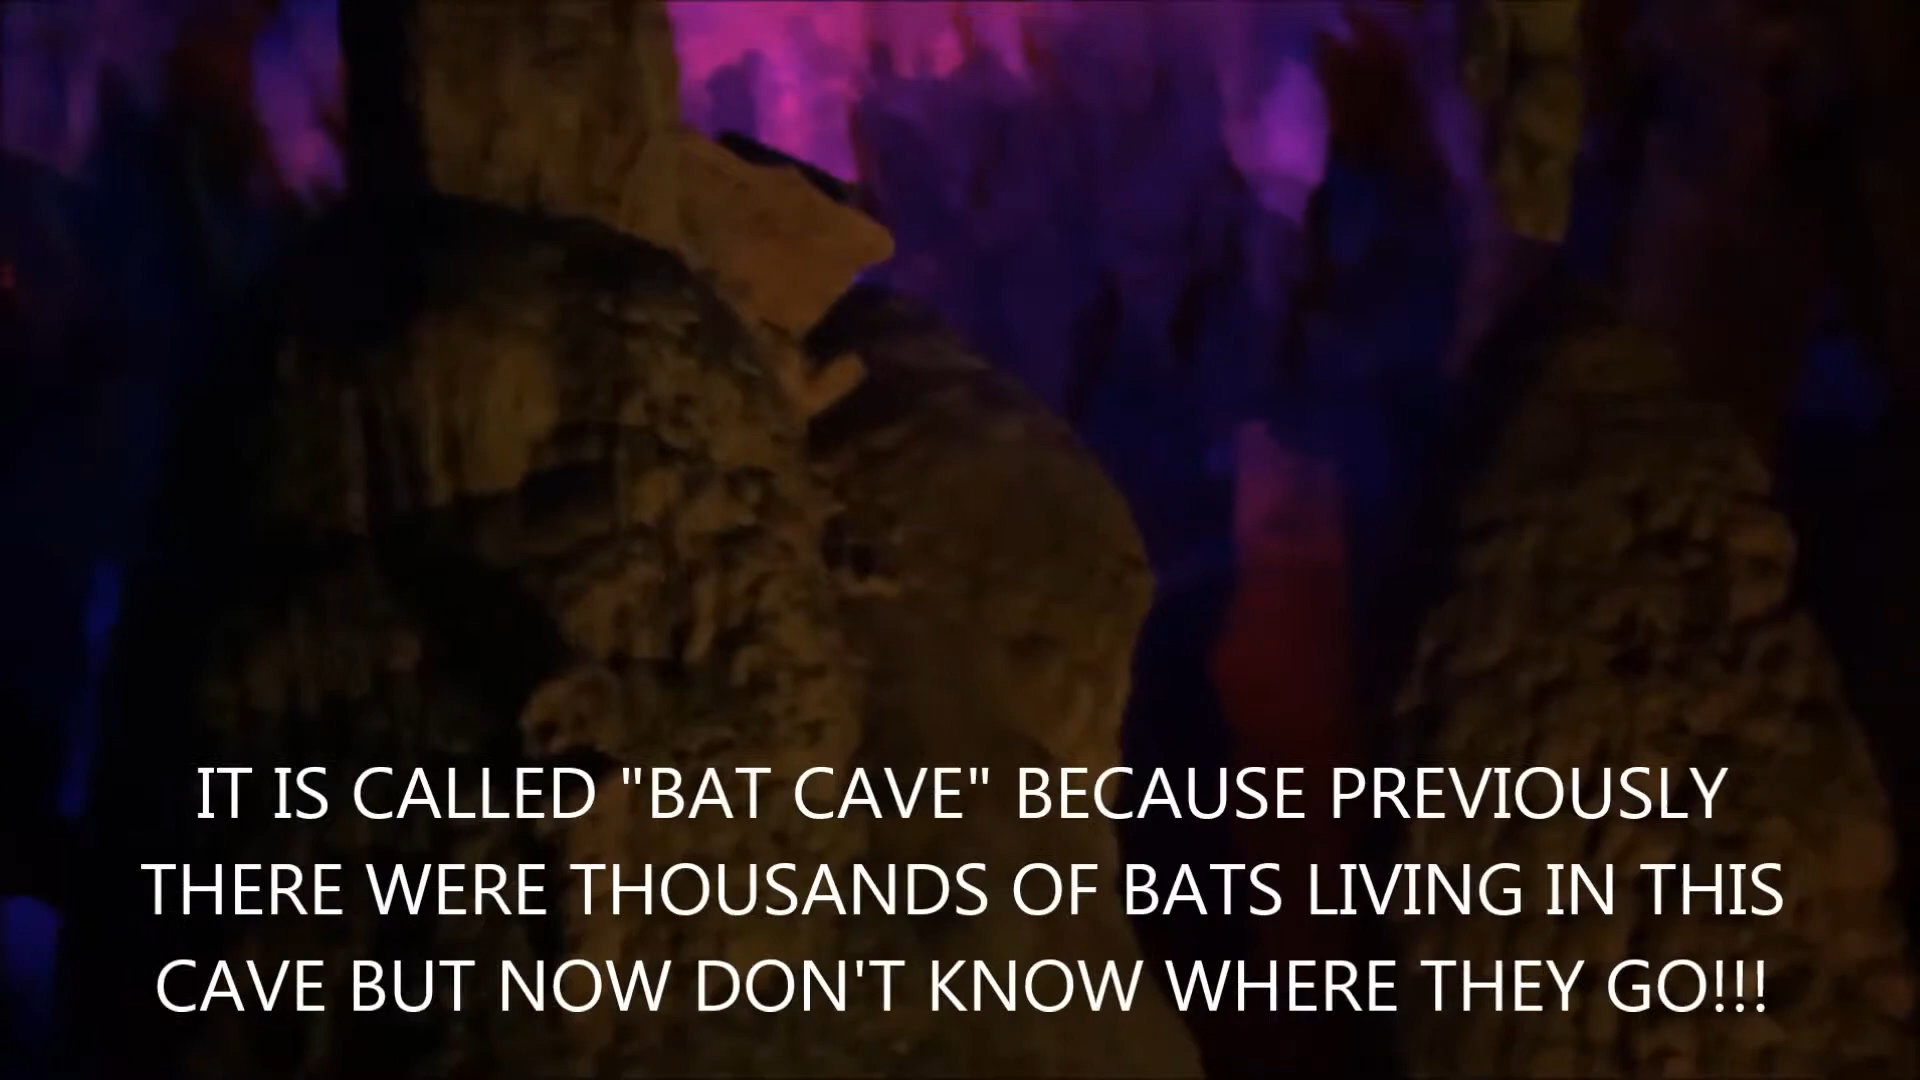 IT IS CALLED "BAT CAVE" BECAUSE PREVIOUSLY
THERE WERE THOUSANDS OF BATS LIVING IN THIS
CAVE BUT NOW DON'T KNOW WHERE THEY GO!!!